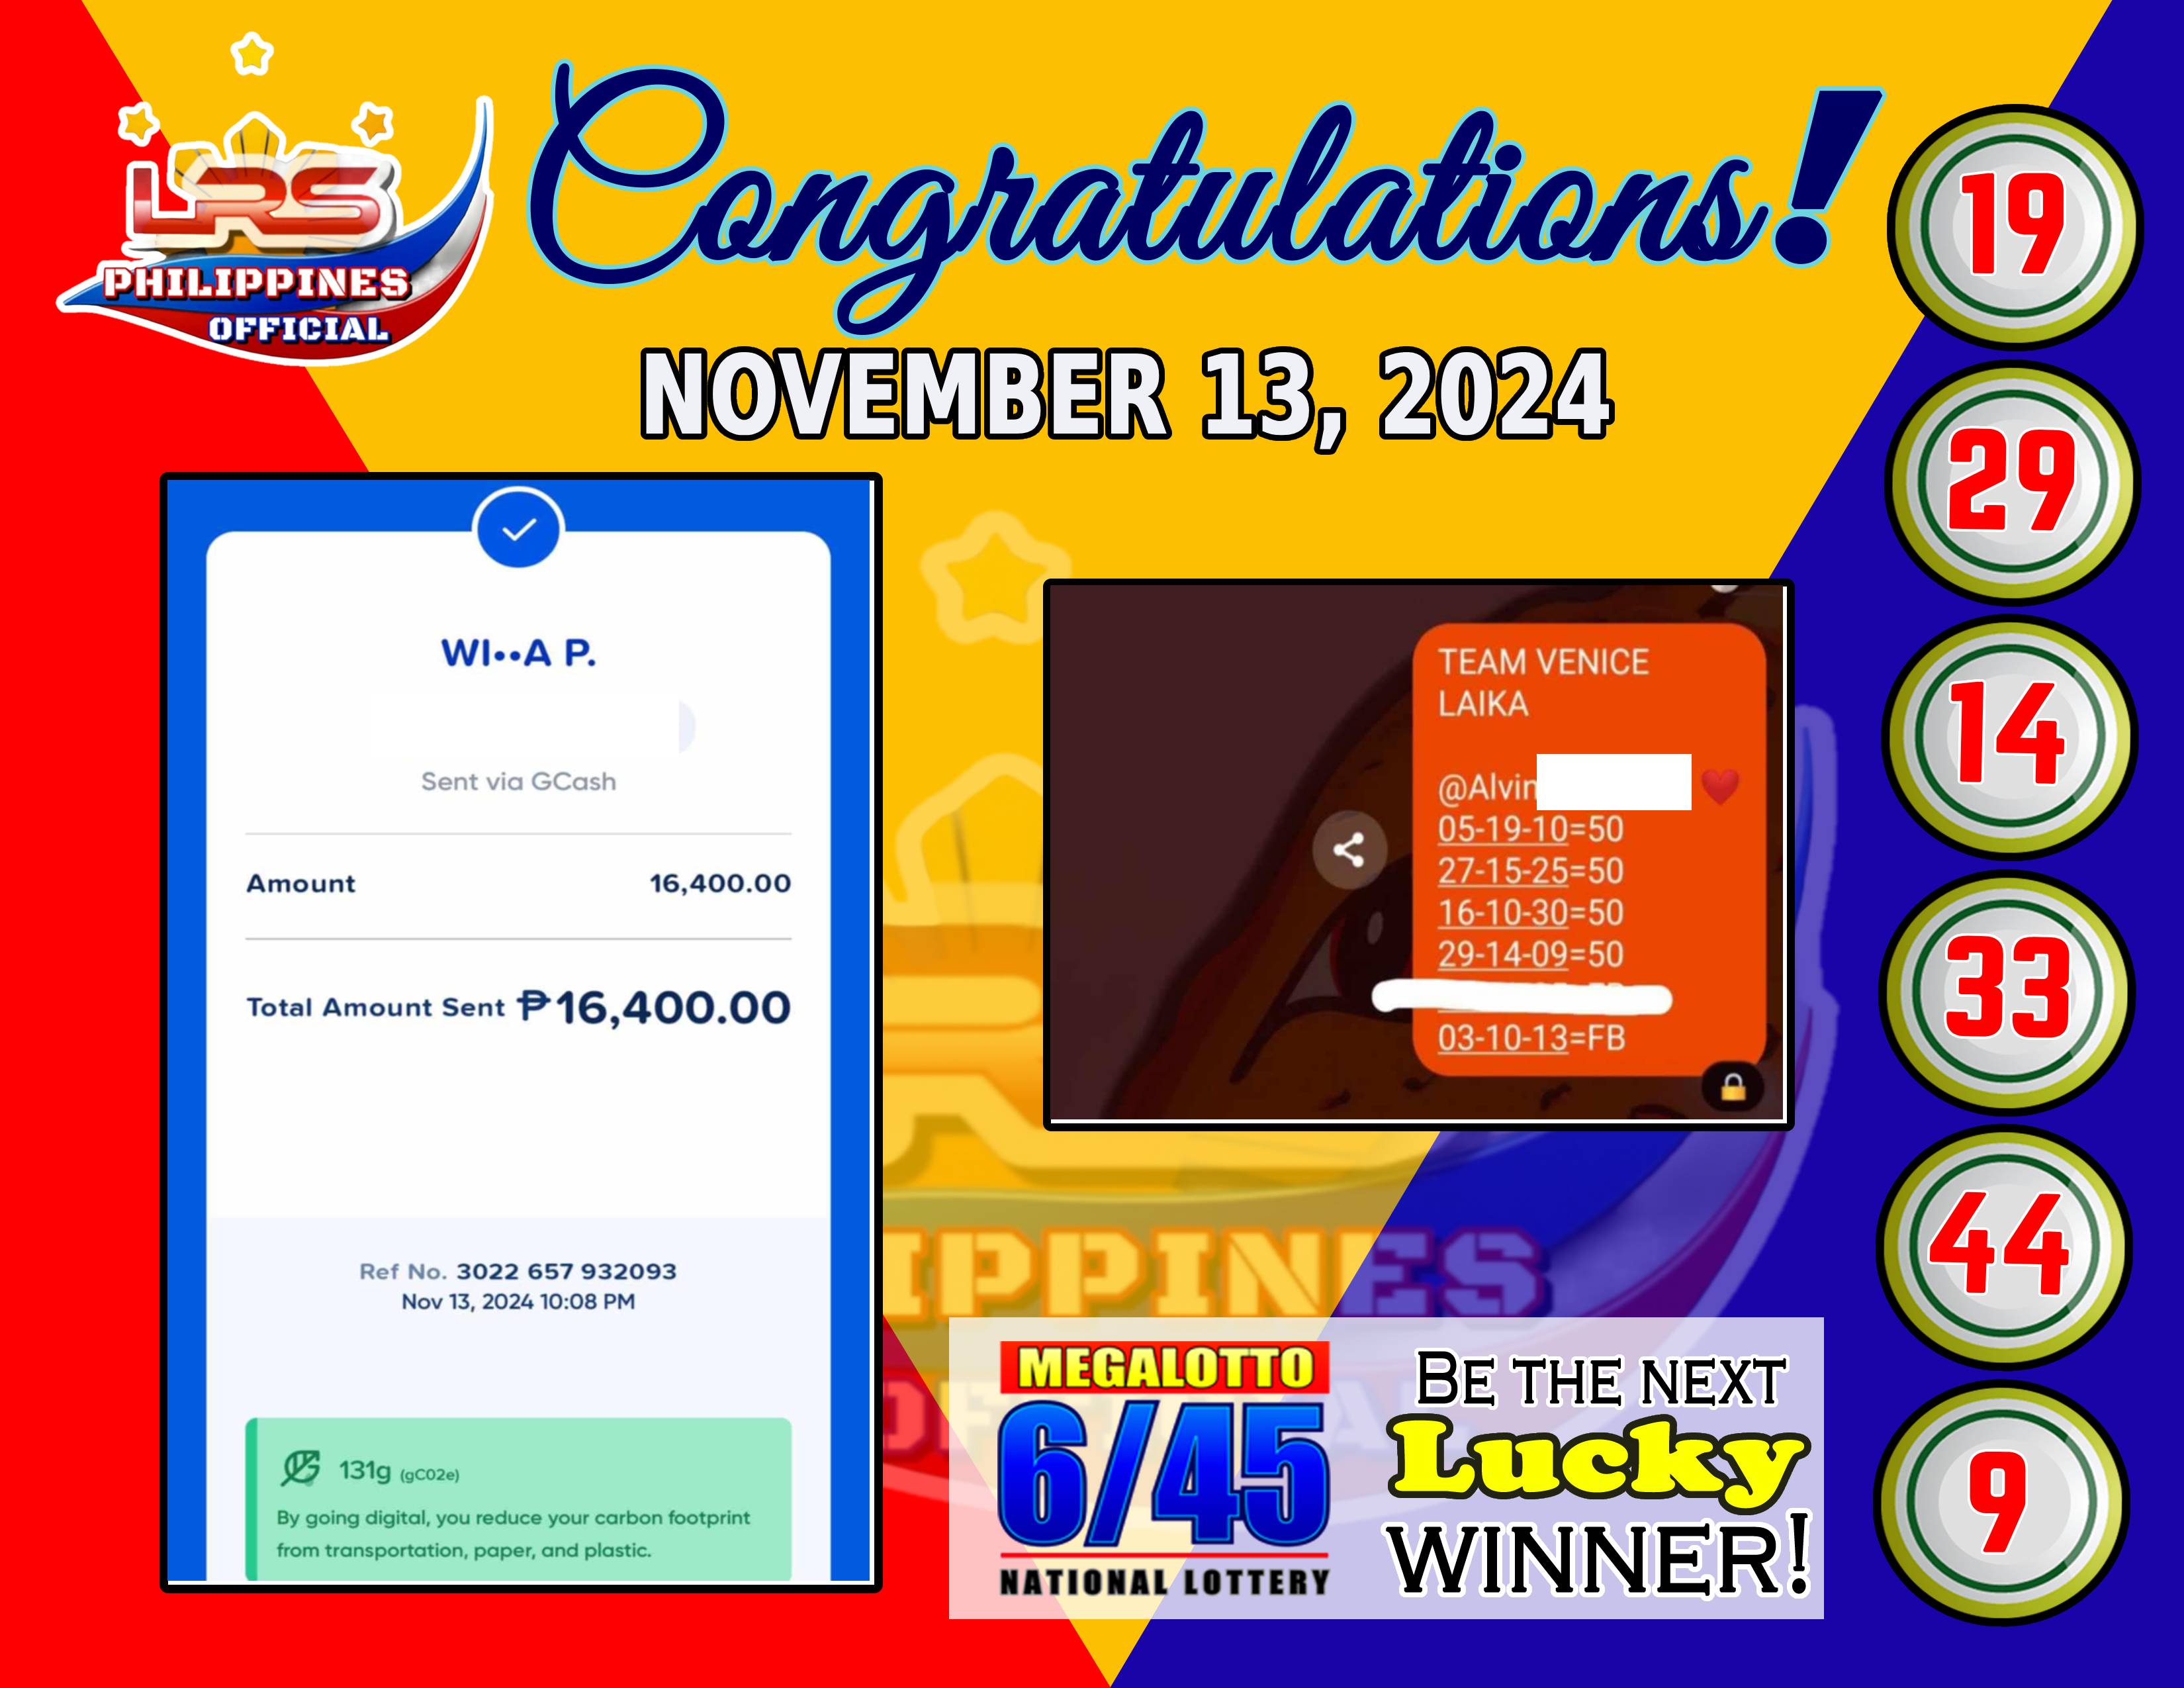 LRS
PHILIPPINES
OFFICIAL
Congratulations!
NOVEMBER 13, 2024
WI••A P.
Sent via GCash
Amount 16,400.00
Total Amount Sent ₱16,400.00
Ref No. 3022 657 932093
Nov 13, 2024 10:08 PM
131g (gCO2e)
By going digital, you reduce your carbon footprint
from transportation, paper, and plastic.
TEAM VENICE
LAIKA
@Alvin
05-19-10=50
27-15-25=50
16-10-30=50
29-14-09=50
03-10-13=FB
MEGALOTTO
6/45
NATIONAL LOTTERY
BE THE NEXT
Lucky
WINNER!
19
29
14
33
44
9